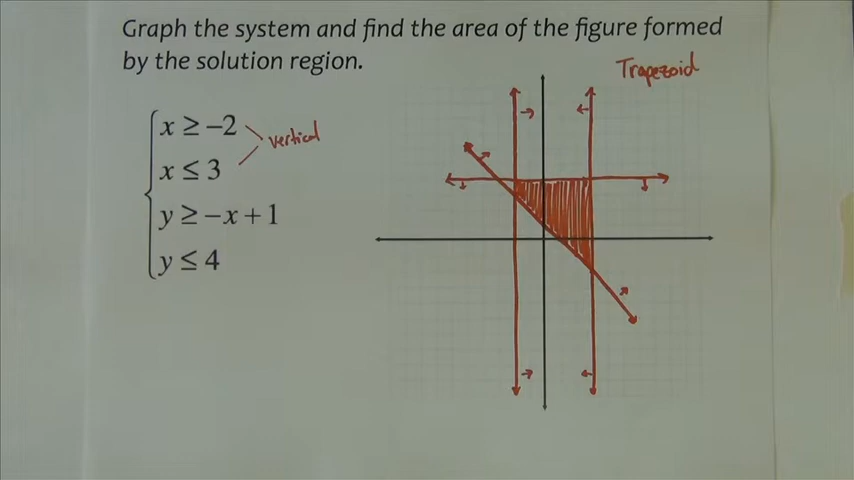 Graph the system and find the area of the figure formed
by the solution region.
Trapezoid
x ≥ −2
vertical
x ≤ 3
y ≥ −x + 1
y ≤ 4